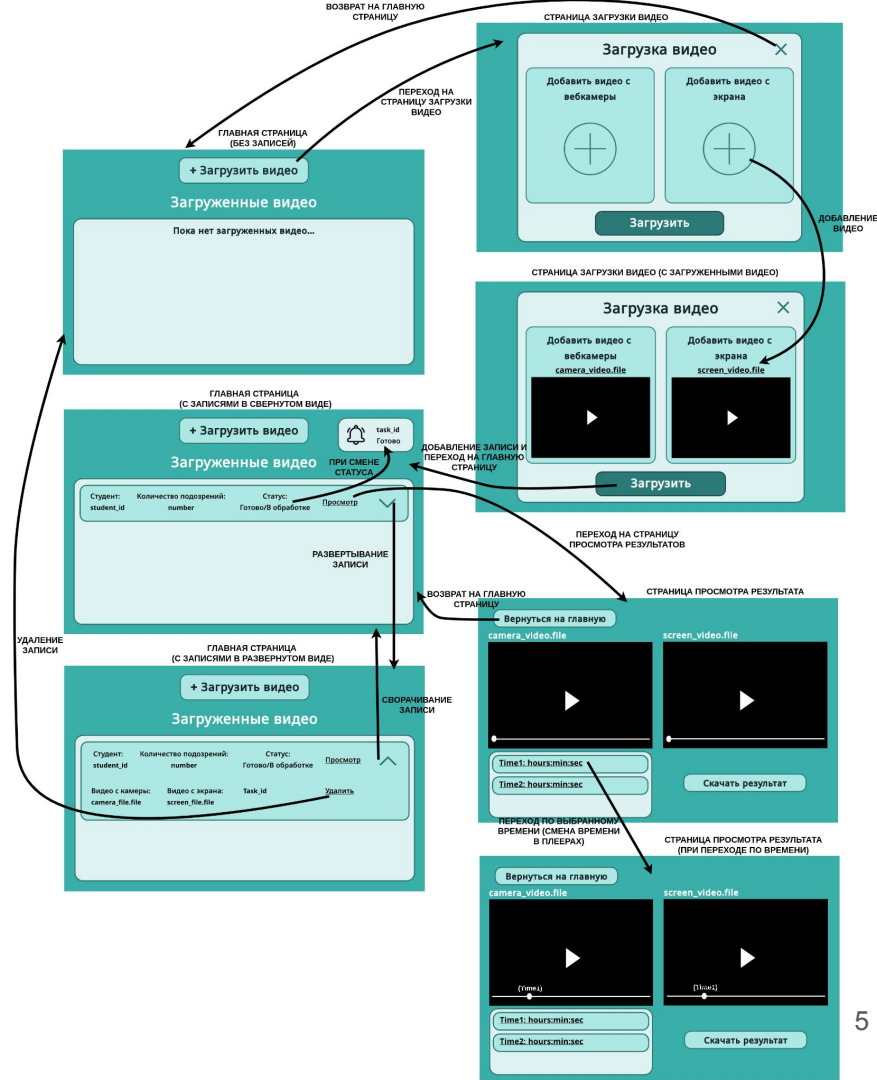 ВОЗВРАТ НА ГЛАВНУЮ
СТРАНИЦУ
СТРАНИЦА ЗАГРУЗКИ ВИДЕО
Загрузка видео
Добавить видео с
вебкамеры
Добавить видео с
экрана
Загрузить
ПЕРЕХОД НА
СТРАНИЦУ ЗАГРУЗКИ
ВИДЕО
ГЛАВНАЯ СТРАНИЦА
(БЕЗ ЗАПИСЕЙ)
+ Загрузить видео
Загруженные видео
Пока нет загруженных видео...
ДОБАВЛЕНИЕ
ВИДЕО
СТРАНИЦА ЗАГРУЗКИ ВИДЕО (С ЗАГРУЖЕННЫМИ ВИДЕО)
Загрузка видео
Добавить видео с
вебкамеры
camera_video.file
Добавить видео с
экрана
screen_video.file
Загрузить
ГЛАВНАЯ СТРАНИЦА
(С ЗАПИСЯМИ В СВЕРНУТОМ ВИДЕ)
+ Загрузить видео
task_id
Готово
Загруженные видео
ПРИ СМЕНЕ
СТАТУСА
ДОБАВЛЕНИЕ ЗАПИСИ И
ПЕРЕХОД НА ГЛАВНУЮ
СТРАНИЦУ
Студент:
student_id
Количество подозрений:
number
Статус:
Готово/В обработке
Просмотр
РАЗВЕРТЫВАНИЕ
ЗАПИСИ
ПЕРЕХОД НА СТРАНИЦУ
ПРОСМОТРА РЕЗУЛЬТАТОВ
ВОЗВРАТ НА ГЛАВНУЮ
СТРАНИЦУ
СТРАНИЦА ПРОСМОТРА РЕЗУЛЬТАТА
Вернуться на главную
camera_video.file
screen_video.file
Time1: hours:min:sec
Time2: hours:min:sec
Скачать результат
УДАЛЕНИЕ
ЗАПИСИ
ГЛАВНАЯ СТРАНИЦА
(С ЗАПИСЯМИ В РАЗВЕРНУТОМ ВИДЕ)
+ Загрузить видео
Загруженные видео
СВОРАЧИВАНИЕ
ЗАПИСИ
Студент:
student_id
Количество подозрений:
number
Статус:
Готово/В обработке
Просмотр
Видео с камеры:
camera_file.file
Видео с экрана:
screen_file.file
Task_id
Удалить
ПЕРЕХОД ПО ВЫБРАННОМУ
ВРЕМЕНИ (СМЕНА ВРЕМЕНИ
В ПЛЕЕРАХ)
СТРАНИЦА ПРОСМОТРА РЕЗУЛЬТАТА
(ПРИ ПЕРЕХОДЕ ПО ВРЕМЕНИ)
Вернуться на главную
camera_video.file
screen_video.file
(Time1)
(Time1)
Time1: hours:min:sec
Time2: hours:min:sec
Скачать результат
5